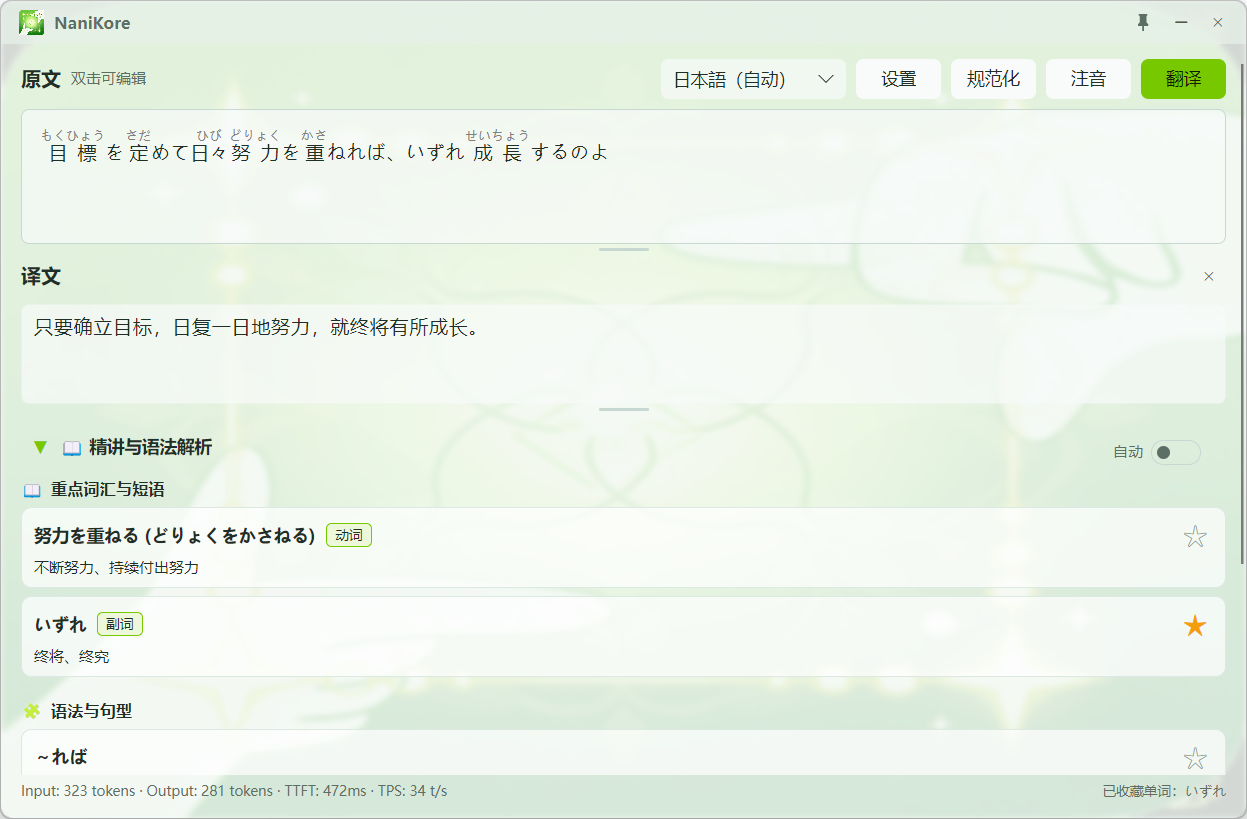 NaniKore
原文 双击可编辑
日本語（自动） 设置 规范化 注音 翻译
もくひょう さだ ひび どりょく かさ せいちょう
目標を定めて日々努力を重ねれば、いずれ成長するのよ
译文
只要确立目标，日复一日地努力，就终将有所成长。
精讲与语法解析 自动
重点词汇与短语
努力を重ねる (どりょくをかさねる) 动词
不断努力、持续付出努力
いずれ 副词
终将、终究
语法与句型
～れば
Input: 323 tokens · Output: 281 tokens · TTFT: 472ms · TPS: 34 t/s 已收藏单词：いずれ